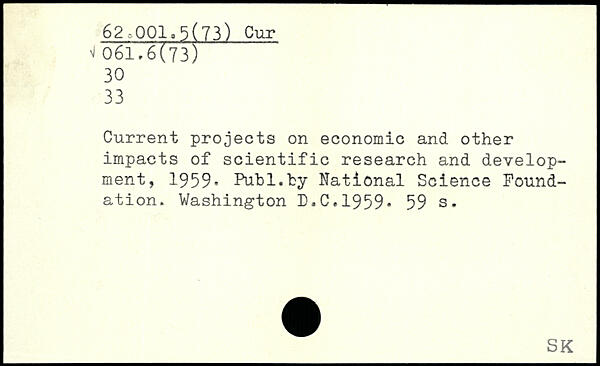 62.001.5(73) Cur
√ 061.6(73)
30
33
Current projects on economic and other
impacts of scientific research and develop-
ment, 1959. Publ.by National Science Found-
ation. Washington D.C.1959. 59 s.
SK